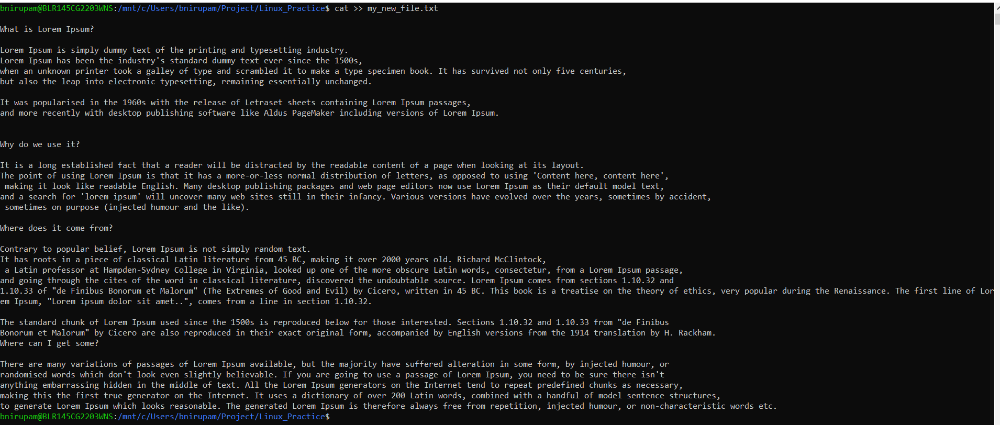 bnirupam@BLR145CG2203WNS:/mnt/c/Users/bnirupam/Project/Linux_Practice$ cat >> my_new_file.txt
What is Lorem Ipsum?
Lorem Ipsum is simply dummy text of the printing and typesetting industry.
Lorem Ipsum has been the industry's standard dummy text ever since the 1500s,
when an unknown printer took a galley of type and scrambled it to make a type specimen book. It has survived not only five centuries,
but also the leap into electronic typesetting, remaining essentially unchanged.
It was popularised in the 1960s with the release of Letraset sheets containing Lorem Ipsum passages,
and more recently with desktop publishing software like Aldus PageMaker including versions of Lorem Ipsum.
Why do we use it?
It is a long established fact that a reader will be distracted by the readable content of a page when looking at its layout.
The point of using Lorem Ipsum is that it has a more-or-less normal distribution of letters, as opposed to using 'Content here, content here',
making it look like readable English. Many desktop publishing packages and web page editors now use Lorem Ipsum as their default model text,
and a search for 'lorem ipsum' will uncover many web sites still in their infancy. Various versions have evolved over the years, sometimes by accident,
sometimes on purpose (injected humour and the like).
Where does it come from?
Contrary to popular belief, Lorem Ipsum is not simply random text.
It has roots in a piece of classical Latin literature from 45 BC, making it over 2000 years old. Richard McClintock,
a Latin professor at Hampden-Sydney College in Virginia, looked up one of the more obscure Latin words, consectetur, from a Lorem Ipsum passage,
and going through the cites of the word in classical literature, discovered the undoubtable source. Lorem Ipsum comes from sections 1.10.32 and
1.10.33 of "de Finibus Bonorum et Malorum" (The Extremes of Good and Evil) by Cicero, written in 45 BC. This book is a treatise on the theory of ethics, very popular during the Renaissance. The first line of Lor
em Ipsum, "Lorem ipsum dolor sit amet..", comes from a line in section 1.10.32.
The standard chunk of Lorem Ipsum used since the 1500s is reproduced below for those interested. Sections 1.10.32 and 1.10.33 from "de Finibus
Bonorum et Malorum" by Cicero are also reproduced in their exact original form, accompanied by English versions from the 1914 translation by H. Rackham.
Where can I get some?
There are many variations of passages of Lorem Ipsum available, but the majority have suffered alteration in some form, by injected humour, or
randomised words which don't look even slightly believable. If you are going to use a passage of Lorem Ipsum, you need to be sure there isn't
anything embarrassing hidden in the middle of text. All the Lorem Ipsum generators on the Internet tend to repeat predefined chunks as necessary,
making this the first true generator on the Internet. It uses a dictionary of over 200 Latin words, combined with a handful of model sentence structures,
to generate Lorem Ipsum which looks reasonable. The generated Lorem Ipsum is therefore always free from repetition, injected humour, or non-characteristic words etc.
bnirupam@BLR145CG2203WNS:/mnt/c/Users/bnirupam/Project/Linux_Practice$